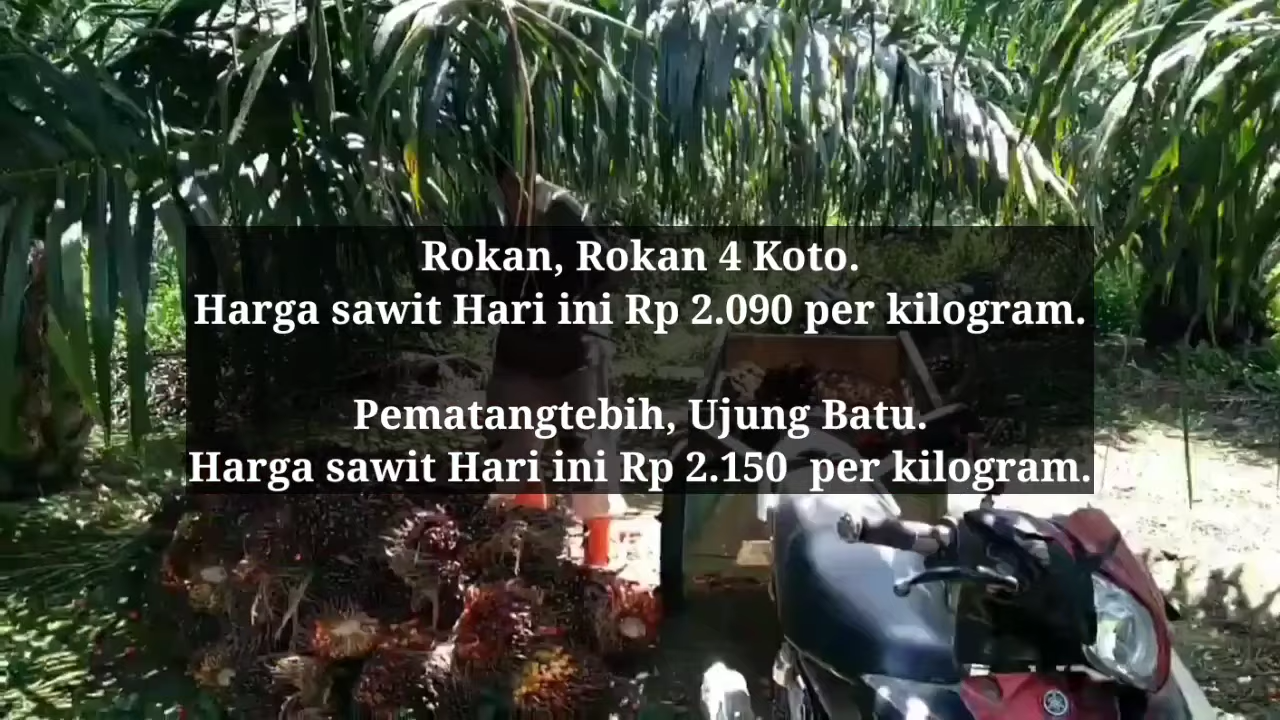 Rokan, Rokan 4 Koto.
Harga sawit Hari ini Rp 2.090 per kilogram.
Pematangtebih, Ujung Batu.
Harga sawit Hari ini Rp 2.150  per kilogram.